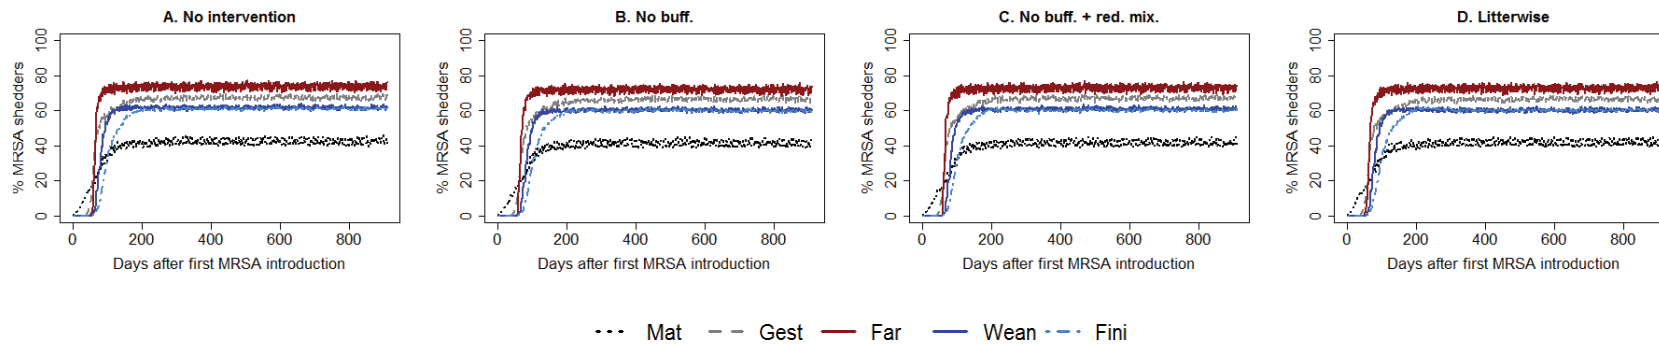 A. No intervention
B. No buff.
C. No buff. + red. mix.
D. Litterwise
% MRSA shedders
0 20 40 60 80 100
0 200 400 600 800
Days after first MRSA introduction
% MRSA shedders
0 20 40 60 80 100
0 200 400 600 800
Days after first MRSA introduction
% MRSA shedders
0 20 40 60 80 100
0 200 400 600 800
Days after first MRSA introduction
% MRSA shedders
0 20 40 60 80 100
0 200 400 600 800
Days after first MRSA introduction
Mat Gest Far Wean Fini